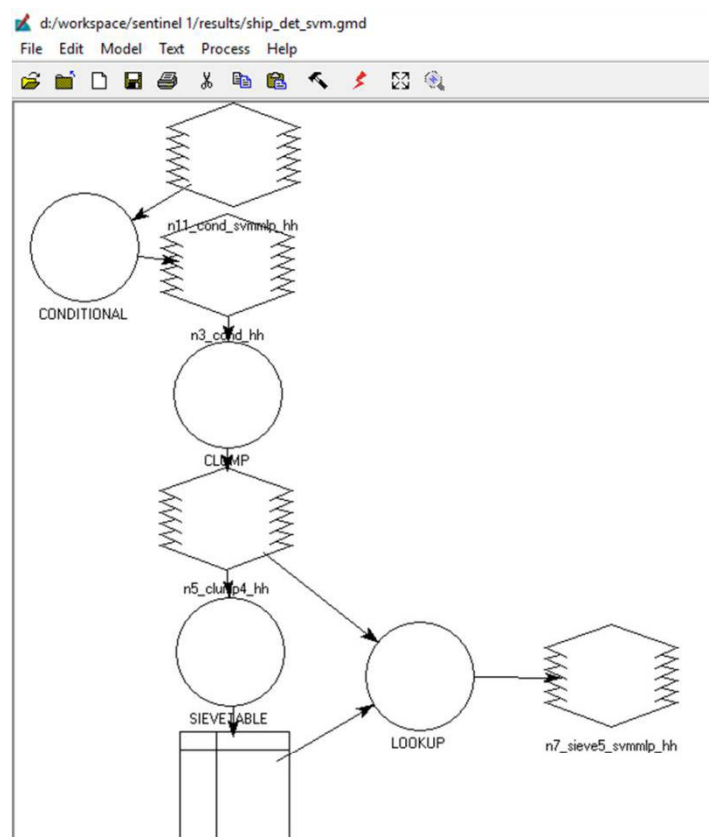 d:/workspace/sentinel 1/results/ship_det_svm.gmd
File Edit Model Text Process Help
n11_cond_svmmlp_hh
CONDITIONAL
n3_cond_hh
CLUMP
n5_clump4_hh
SIEVETABLE
LOOKUP
n7_sieve5_svmmlp_hh